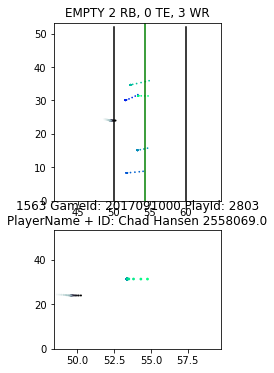 EMPTY 2 RB, 0 TE, 3 WR
50
40
30
20
10
0
45 50 55 60
1563 GameId: 2017091000 PlayId: 2803
PlayerName + ID: Chad Hansen 2558069.0
40
20
0
50.0 52.5 55.0 57.5